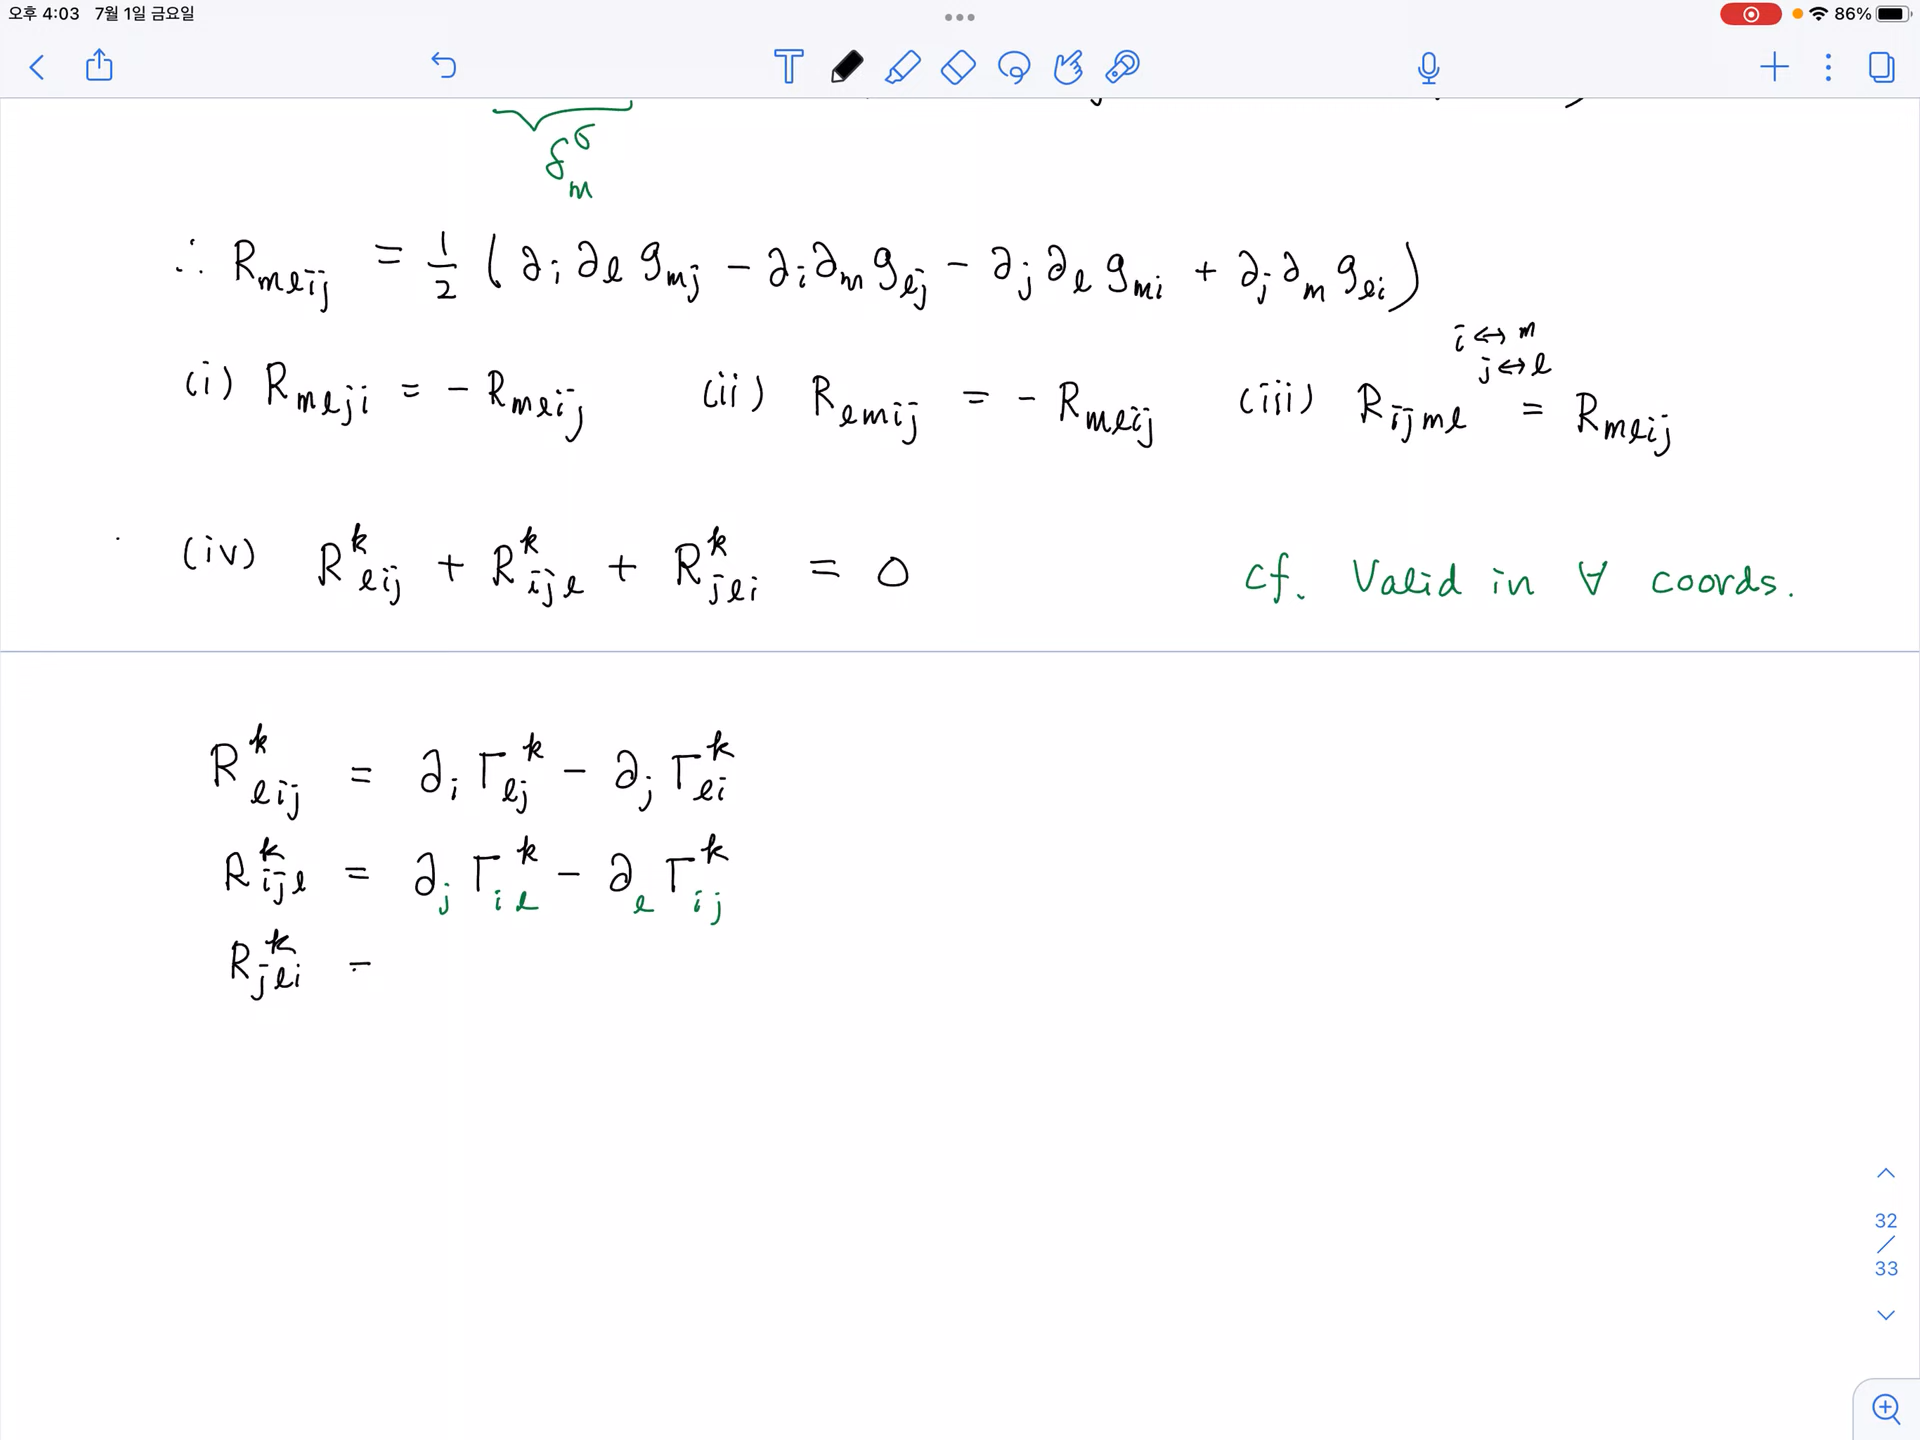 오후 4:03 7월 1일 금요일 86%
δ^σ_m
∴ R_{mℓij} = 1/2 ( ∂_i ∂_ℓ g_{mj} − ∂_i ∂_m g_{ℓj} − ∂_j ∂_ℓ g_{mi} + ∂_j ∂_m g_{ℓi} )
i ↔ m
j ↔ ℓ
(i) R_{mℓji} = − R_{mℓij} (ii) R_{ℓmij} = − R_{mℓij} (iii) R_{ijmℓ} = R_{mℓij}
(iv) R^k_{ℓij} + R^k_{ijℓ} + R^k_{jℓi} = 0 cf. Valid in ∀ coords.
R^k_{ℓij} = ∂_i Γ^k_{ℓj} − ∂_j Γ^k_{ℓi}
R^k_{ijℓ} = ∂_j Γ^k_{iℓ} − ∂_ℓ Γ^k_{ij}
R^k_{jℓi} =
32
/
33